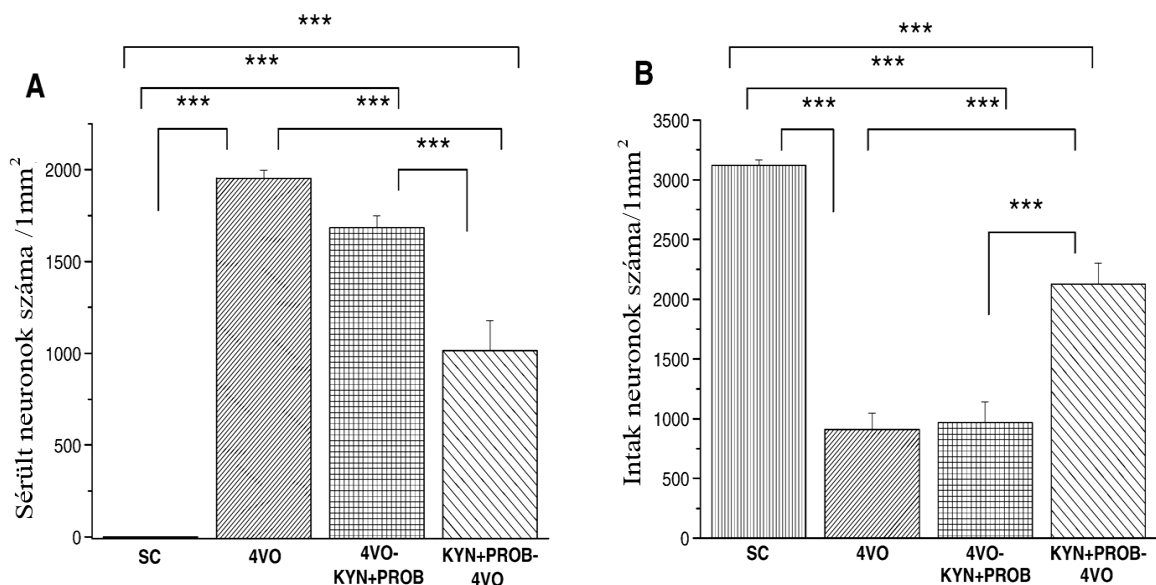 A
***
***
***
***
***
Sérült neuronok száma /1mm²
2000
1500
1000
500
0
SC
4VO
4VO-
KYN+PROB
KYN+PROB-
4VO
B
***
***
***
***
***
Intak neuronok száma/1mm²
3500
3000
2500
2000
1500
1000
500
0
SC
4VO
4VO-
KYN+PROB
KYN+PROB-
4VO